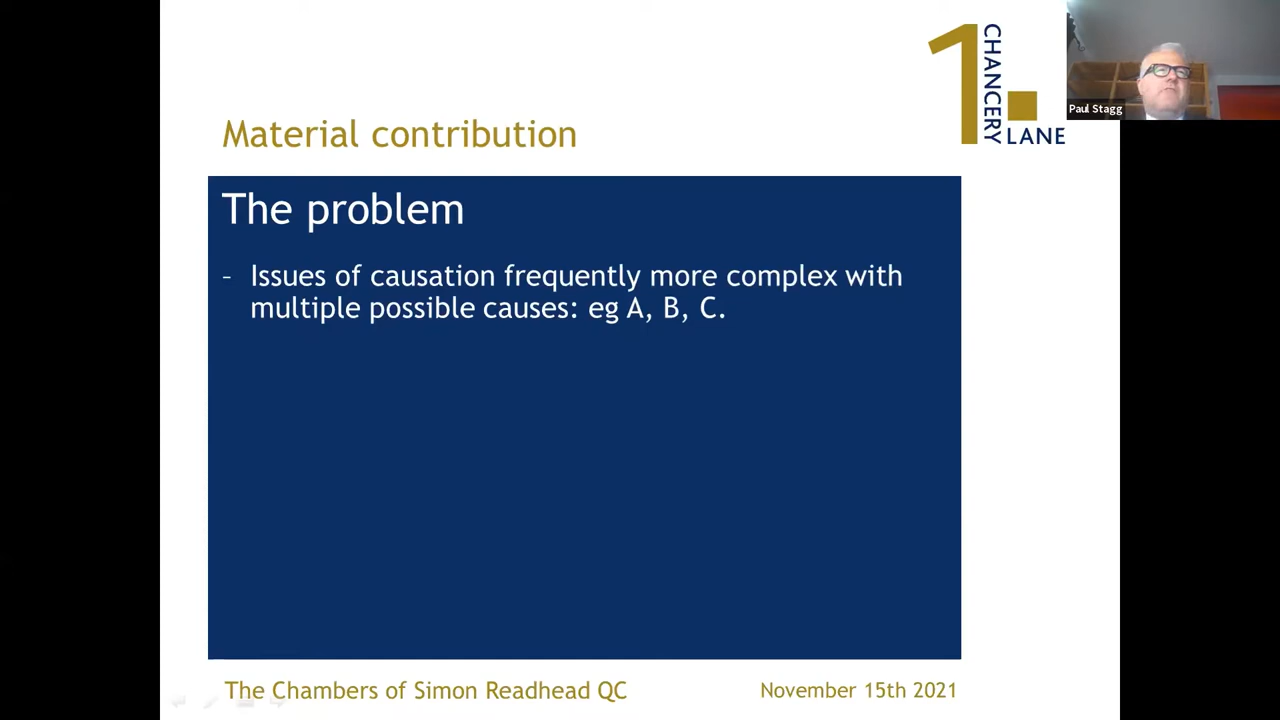 1 CHANCERY LANE
Paul Stagg
Material contribution
The problem
- Issues of causation frequently more complex with
multiple possible causes: eg A, B, C.
The Chambers of Simon Readhead QC
November 15th 2021